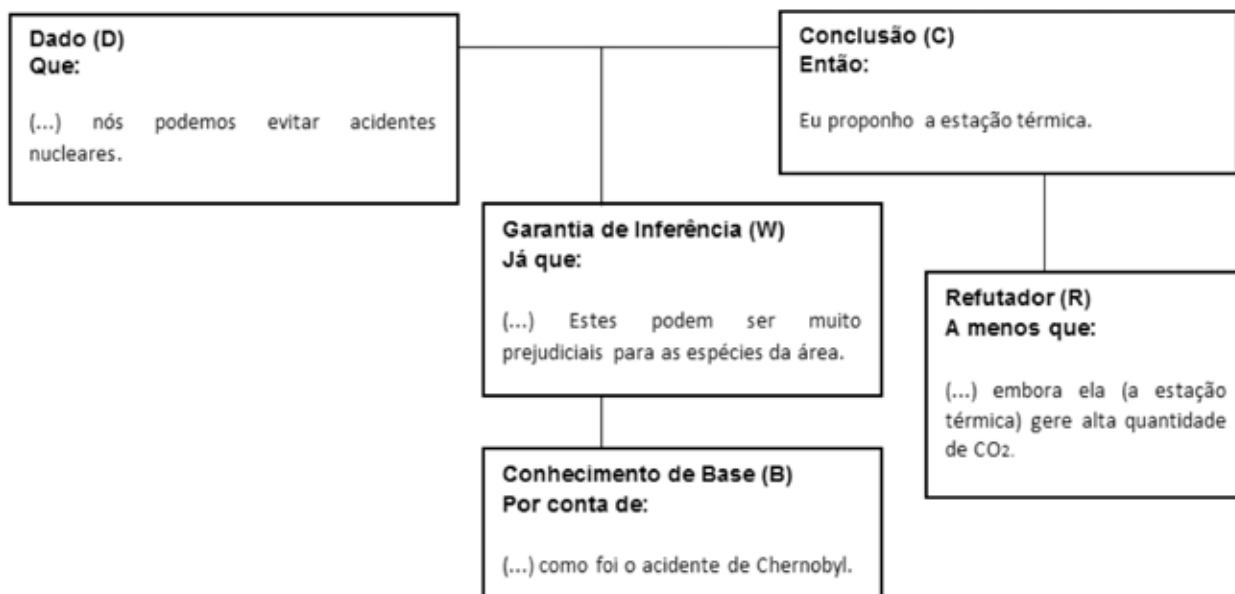 Dado (D)
Que:
(...) nós podemos evitar acidentes
nucleares.
Conclusão (C)
Então:
Eu proponho a estação térmica.
Garantia de Inferência (W)
Já que:
(...) Estes podem ser muito
prejudiciais para as espécies da área.
Refutador (R)
A menos que:
(...) embora ela (a estação
térmica) gere alta quantidade
de CO2.
Conhecimento de Base (B)
Por conta de:
(...) como foi o acidente de Chernobyl.